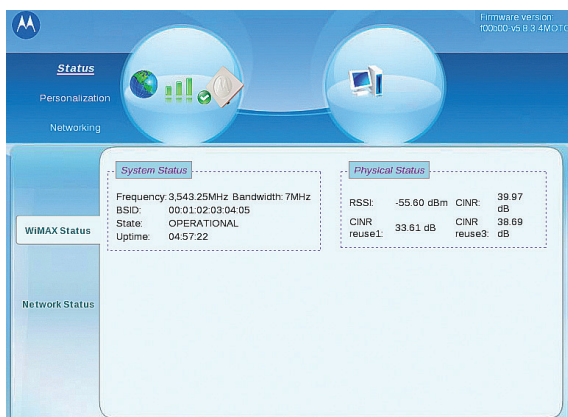 Firmware version:
f00b00-v5.8.3.4MOTO
Status
Personalization
Networking
System Status
Frequency: 3,543.25MHz Bandwidth: 7MHz
BSID: 00:01:02:03:04:05
State: OPERATIONAL
Uptime: 04:57:22
Physical Status
RSSI: -55.60 dBm CINR: 39.97 dB
CINR reuse1: 33.61 dB CINR reuse3: 38.69 dB
WiMAX Status
Network Status